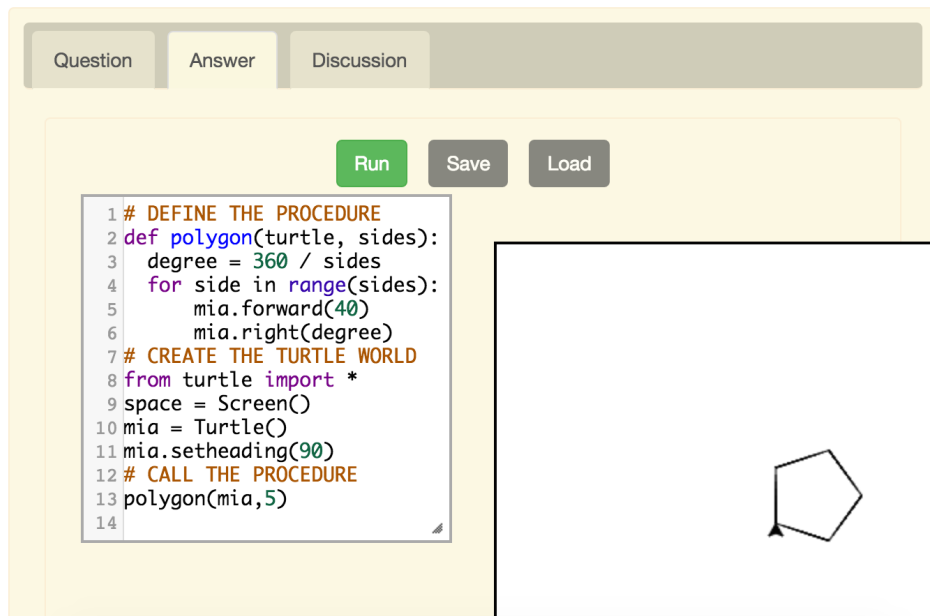 Question Answer Discussion
Run Save Load
1 # DEFINE THE PROCEDURE
2 def polygon(turtle, sides):
3   degree = 360 / sides
4   for side in range(sides):
5       mia.forward(40)
6       mia.right(degree)
7 # CREATE THE TURTLE WORLD
8 from turtle import *
9 space = Screen()
10 mia = Turtle()
11 mia.setheading(90)
12 # CALL THE PROCEDURE
13 polygon(mia,5)
14